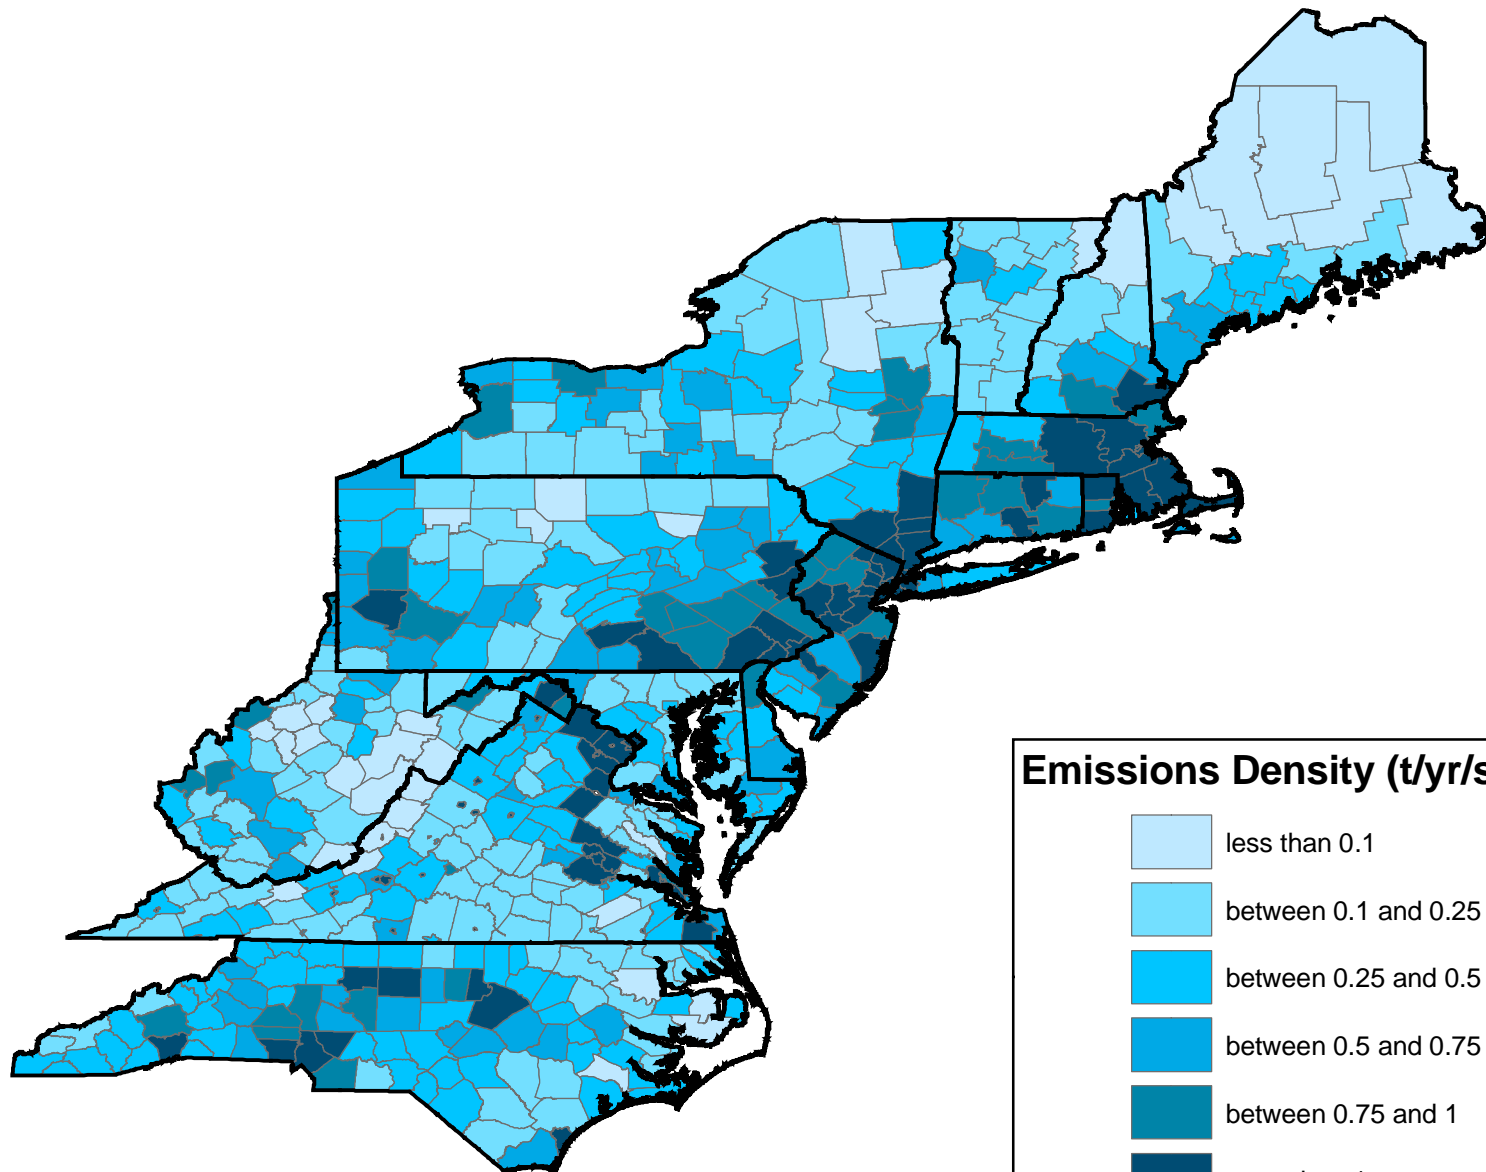 Emissions Density (t/yr/s
less than 0.1
between 0.1 and 0.25
between 0.25 and 0.5
between 0.5 and 0.75
between 0.75 and 1